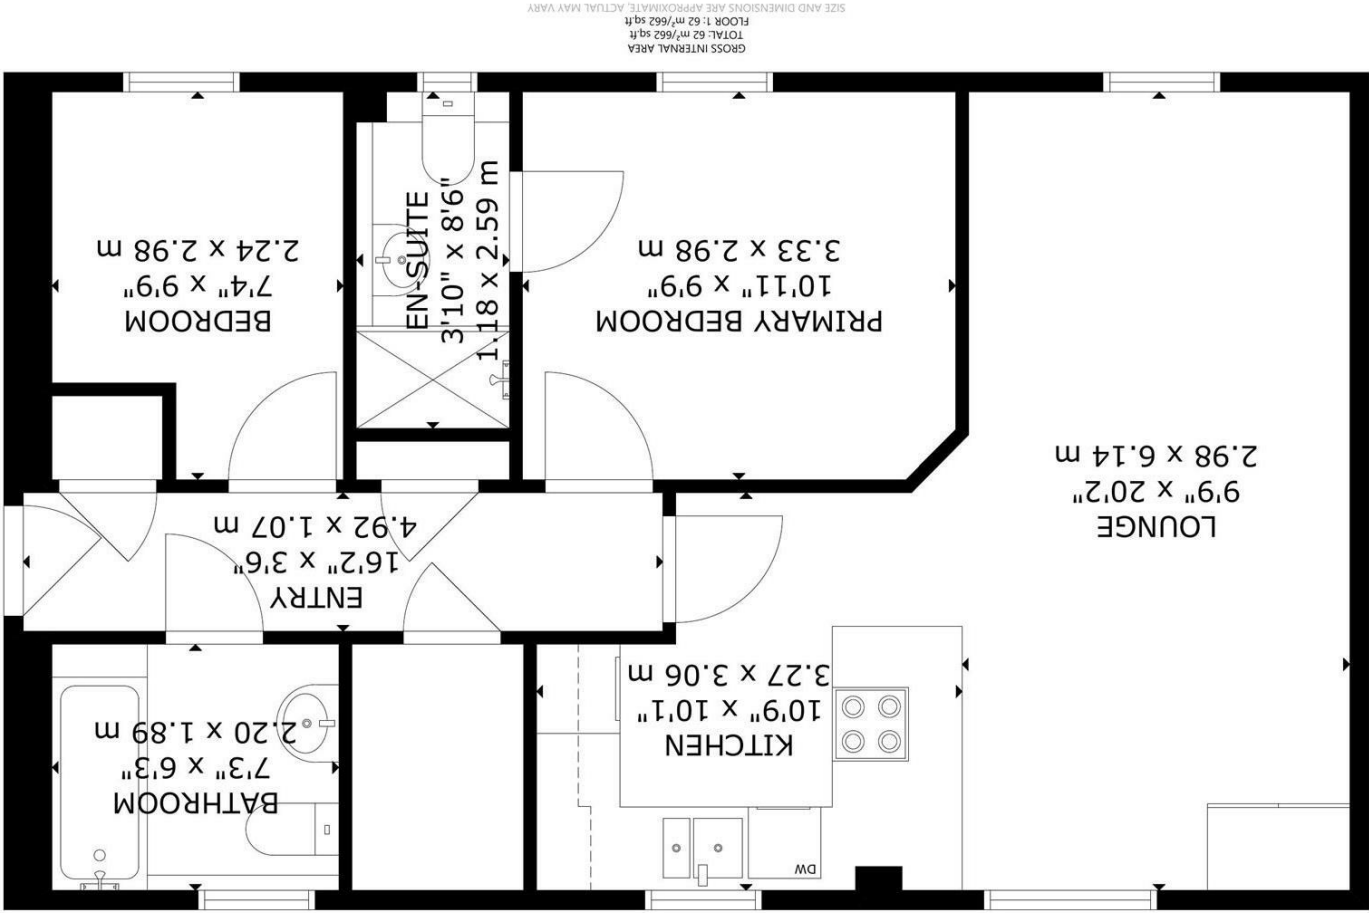 DW
KITCHEN
10'9" x 10'1"
3.27 x 3.06 m
BATHROOM
7'3" x 6'3"
2.20 x 1.89 m
LOUNGE
9'9" x 20'2"
2.98 x 6.14 m
ENTRY
16'2" x 3'6"
4.92 x 1.07 m
PRIMARY BEDROOM
10'11" x 9'9"
3.33 x 2.98 m
EN-SUITE
3'10" x 8'6"
1.18 x 2.59 m
BEDROOM
7'4" x 9'9"
2.24 x 2.98 m
GROSS INTERNAL AREA
TOTAL: 62 m²/662 sq.ft
FLOOR 1: 62 m²/662 sq.ft
SIZE AND DIMENSIONS ARE APPROXIMATE, ACTUAL MAY VARY